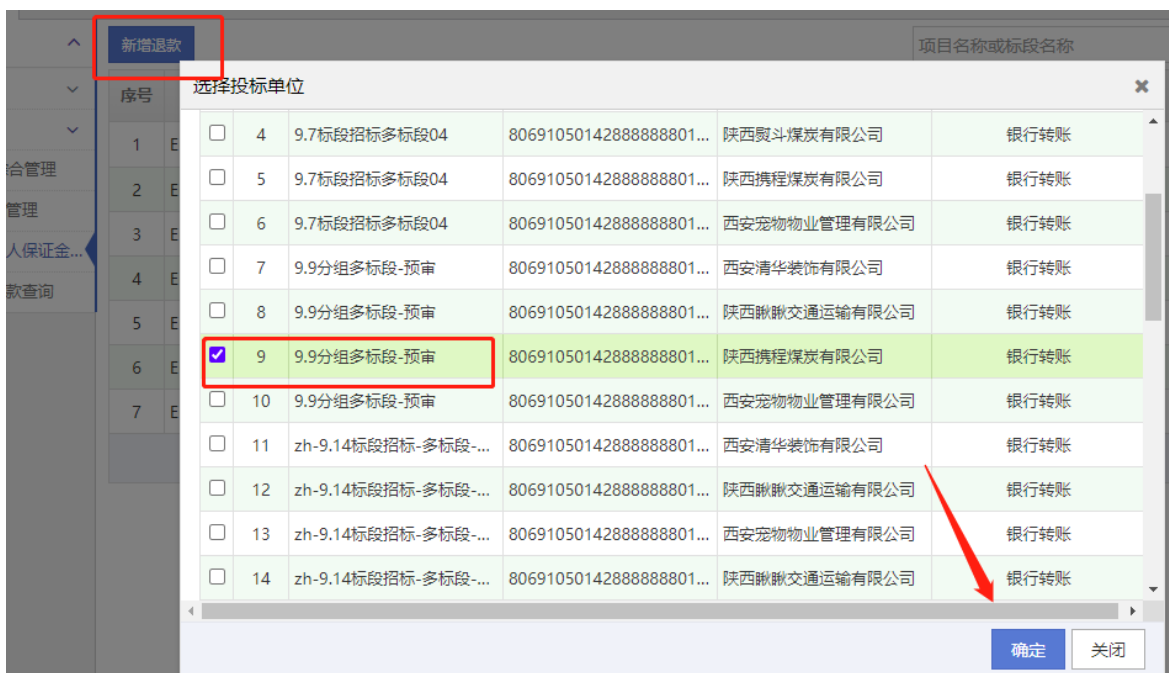 新增退款
项目名称或标段名称
选择投标单位
序号
合管理
管理
人保证金...
款查询
1 E
2 E
3 E
4 E
5 E
6 E
7 E
4 9.7标段招标多标段04 80691050142888888801... 陕西熨斗煤炭有限公司 银行转账
5 9.7标段招标多标段04 80691050142888888801... 陕西携程煤炭有限公司 银行转账
6 9.7标段招标多标段04 80691050142888888801... 西安宠物物业管理有限公司 银行转账
7 9.9分组多标段-预审 80691050142888888801... 西安清华装饰有限公司 银行转账
8 9.9分组多标段-预审 80691050142888888801... 陕西瞅瞅交通运输有限公司 银行转账
9 9.9分组多标段-预审 80691050142888888801... 陕西携程煤炭有限公司 银行转账
10 9.9分组多标段-预审 80691050142888888801... 西安宠物物业管理有限公司 银行转账
11 zh-9.14标段招标-多标段-... 80691050142888888801... 西安清华装饰有限公司 银行转账
12 zh-9.14标段招标-多标段-... 80691050142888888801... 陕西瞅瞅交通运输有限公司 银行转账
13 zh-9.14标段招标-多标段-... 80691050142888888801... 西安宠物物业管理有限公司 银行转账
14 zh-9.14标段招标-多标段-... 80691050142888888801... 陕西瞅瞅交通运输有限公司 银行转账
确定
关闭